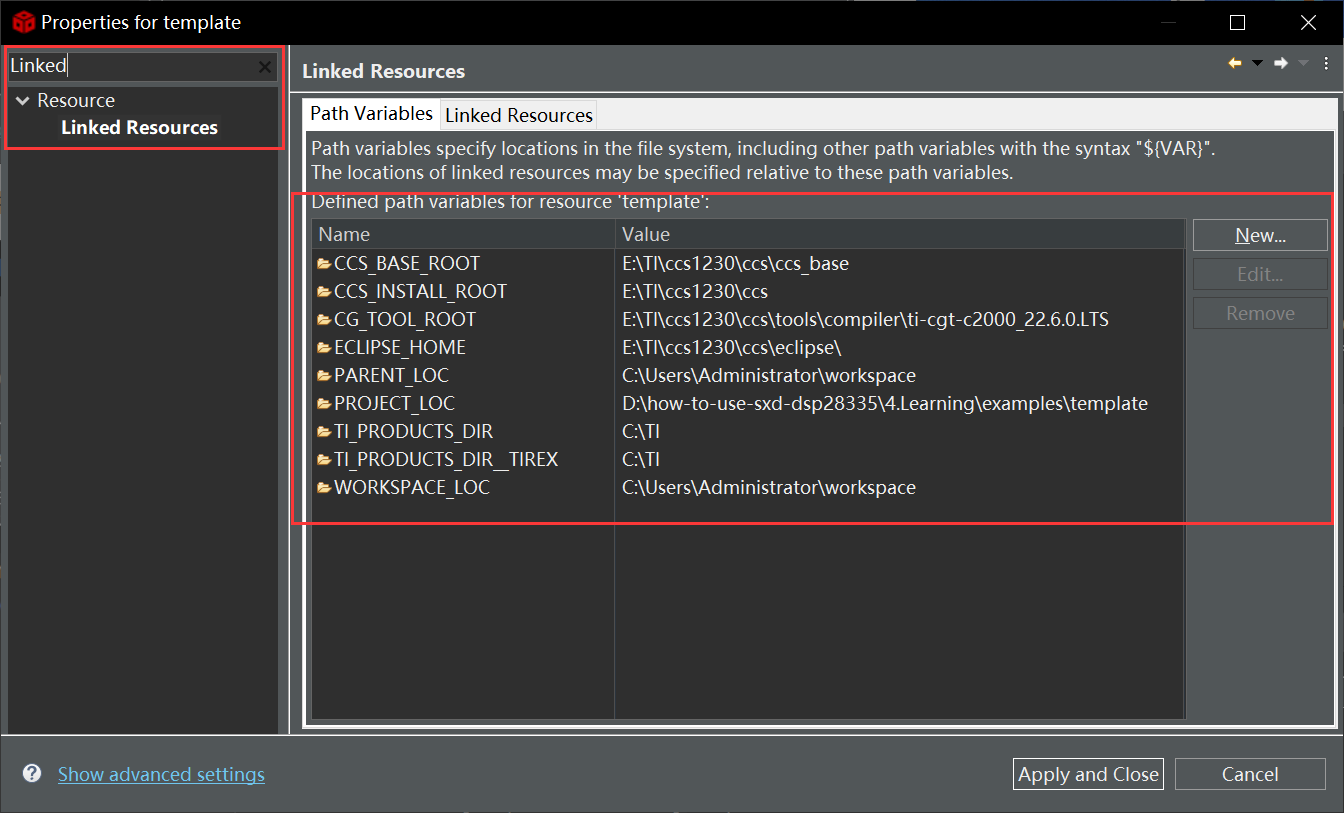 Properties for template
Linked
Resource
Linked Resources
Linked Resources
Path Variables Linked Resources
Path variables specify locations in the file system, including other path variables with the syntax "${VAR}".
The locations of linked resources may be specified relative to these path variables.
Defined path variables for resource 'template':
Name Value
CCS_BASE_ROOT E:\TI\ccs1230\ccs\ccs_base
CCS_INSTALL_ROOT E:\TI\ccs1230\ccs
CG_TOOL_ROOT E:\TI\ccs1230\ccs\tools\compiler\ti-cgt-c2000_22.6.0.LTS
ECLIPSE_HOME E:\TI\ccs1230\ccs\eclipse\
PARENT_LOC C:\Users\Administrator\workspace
PROJECT_LOC D:\how-to-use-sxd-dsp28335\4.Learning\examples\template
TI_PRODUCTS_DIR C:\TI
TI_PRODUCTS_DIR__TIREX C:\TI
WORKSPACE_LOC C:\Users\Administrator\workspace
New...
Edit...
Remove
Show advanced settings
Apply and Close
Cancel